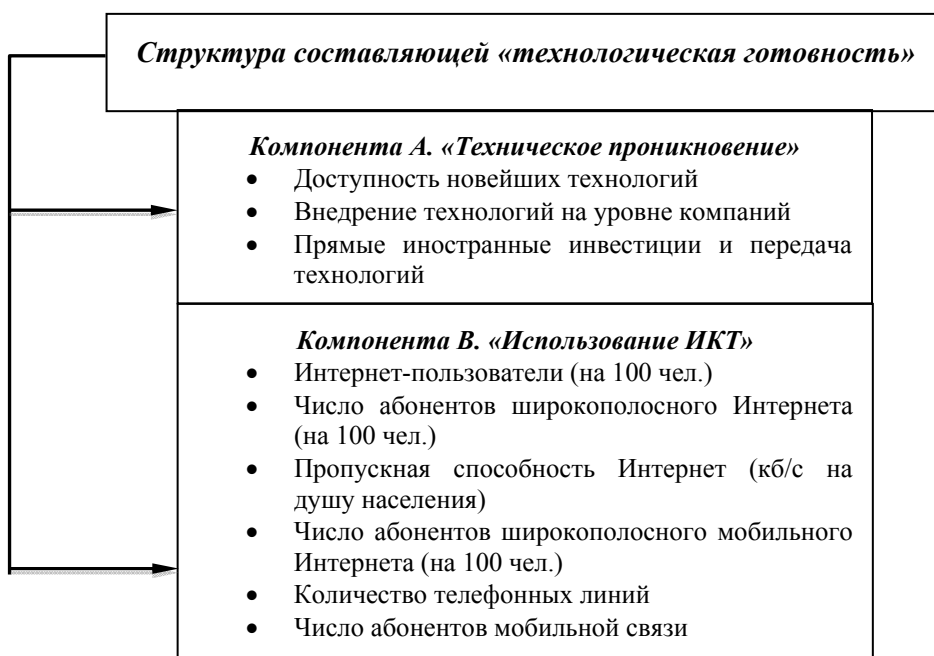 Структура составляющей «технологическая готовность»
Компонента А. «Техническое проникновение»
• Доступность новейших технологий
• Внедрение технологий на уровне компаний
• Прямые иностранные инвестиции и передача
технологий
Компонента В. «Использование ИКТ»
• Интернет-пользователи (на 100 чел.)
• Число абонентов широкополосного Интернета
(на 100 чел.)
• Пропускная способность Интернет (кб/с на
душу населения)
• Число абонентов широкополосного мобильного
Интернета (на 100 чел.)
• Количество телефонных линий
• Число абонентов мобильной связи